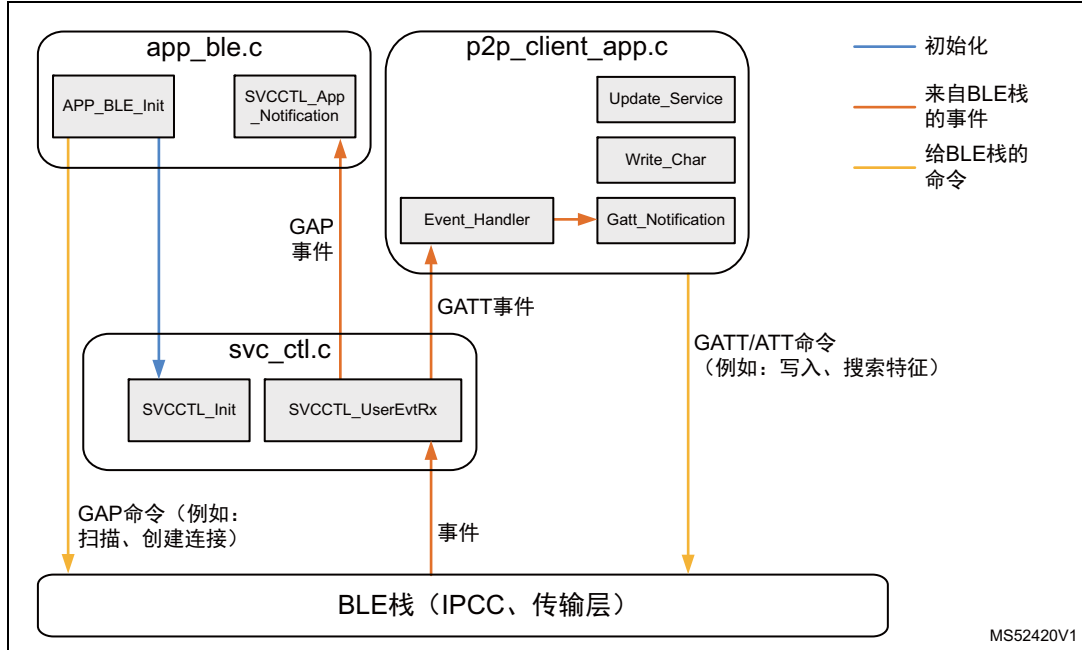 app_ble.c
APP_BLE_Init
SVCCTL_App
_Notification
p2p_client_app.c
Update_Service
Write_Char
Event_Handler
Gatt_Notification
初始化
来自BLE栈
的事件
给BLE栈的
命令
GAP
事件
GATT事件
svc_ctl.c
SVCCTL_Init
SVCCTL_UserEvtRx
GATT/ATT命令
（例如：写入、搜索特征）
GAP命令（例如：
扫描、创建连接）
事件
BLE栈（IPCC、传输层）
MS52420V1